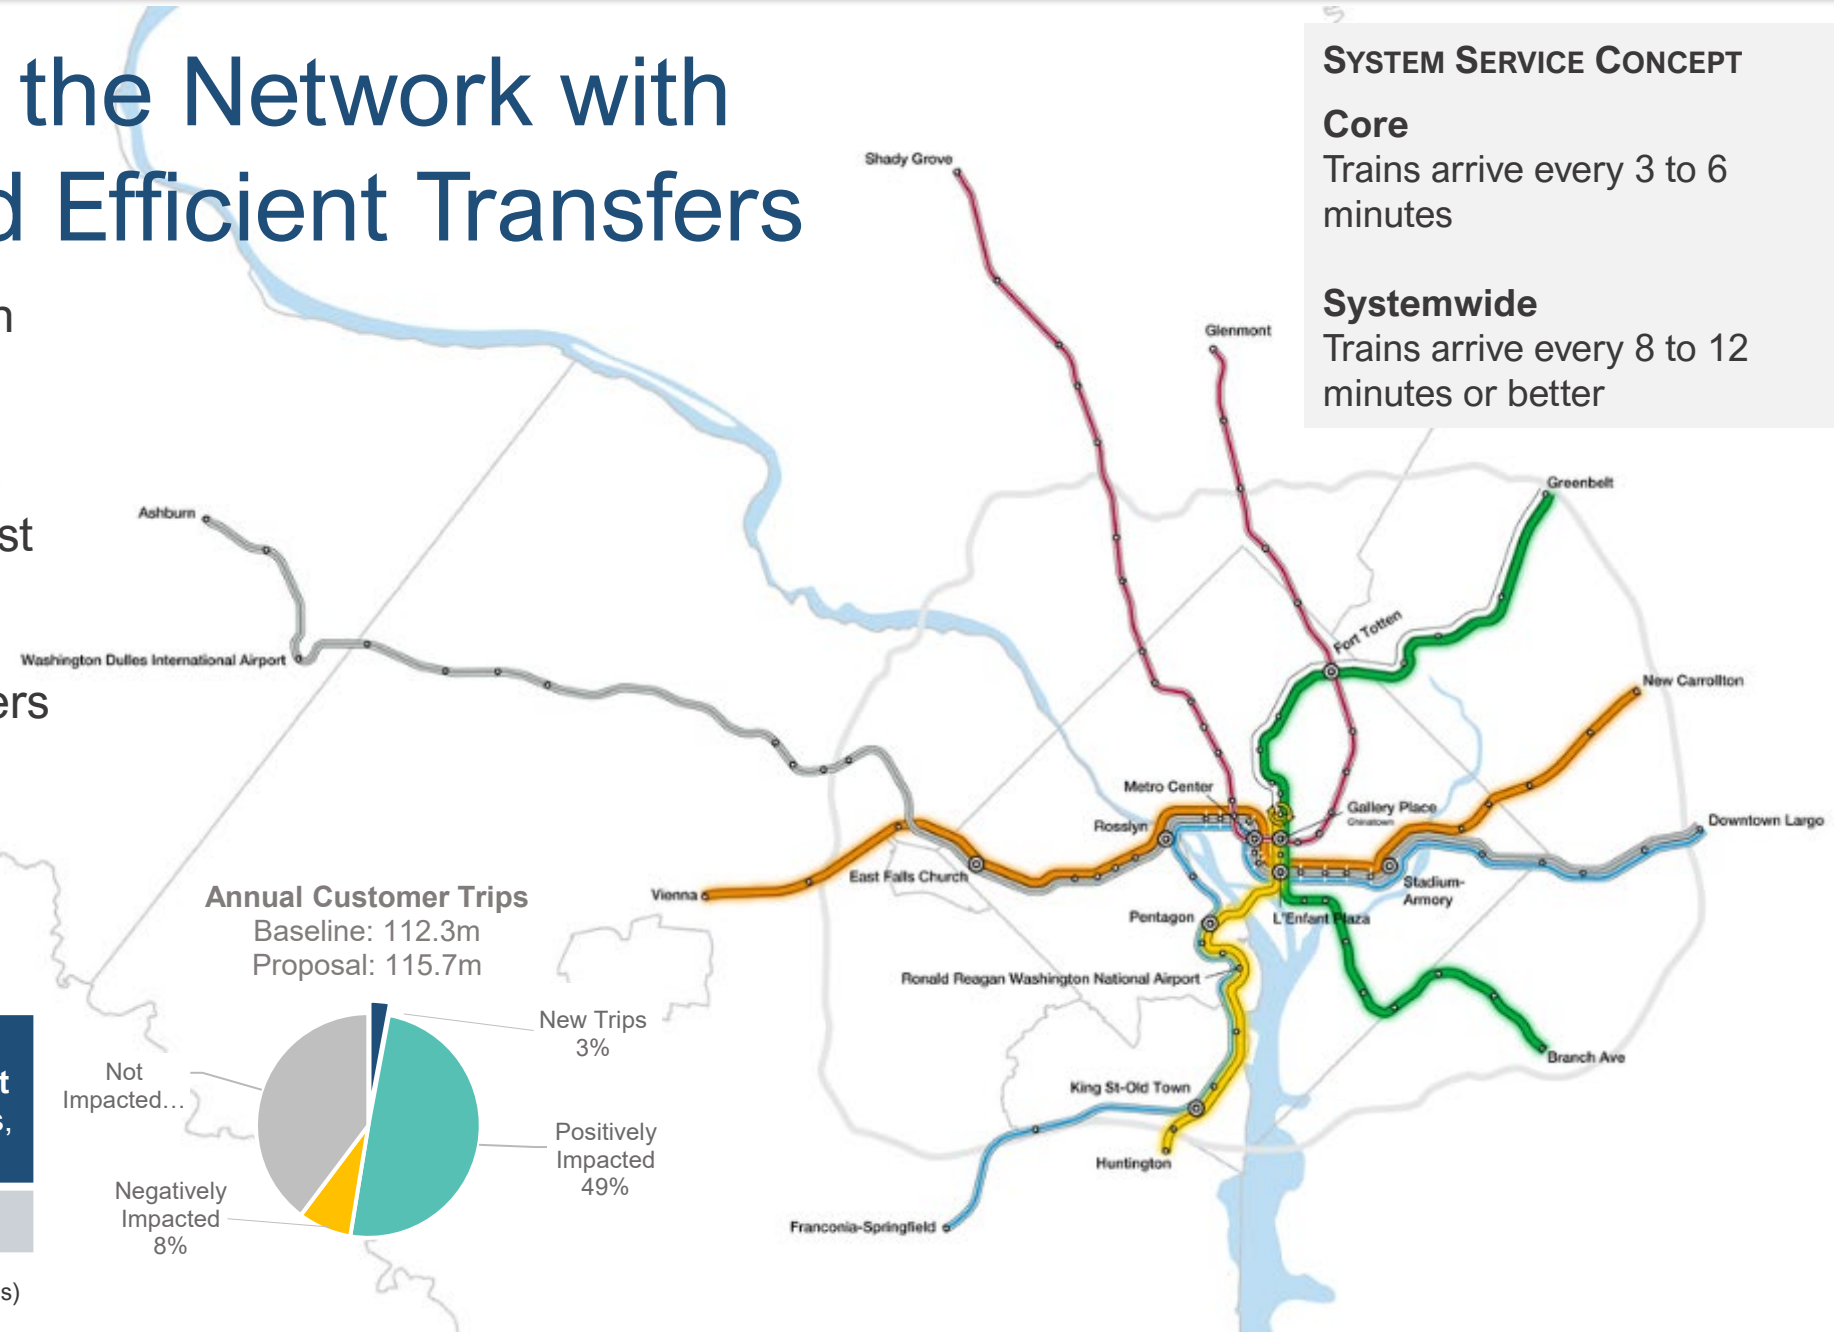 the Network with
d Efficient Transfers
n
st
ers
t
s,
s)
SYSTEM SERVICE CONCEPT
Core
Trains arrive every 3 to 6
minutes
Systemwide
Trains arrive every 8 to 12
minutes or better
Shady Grove
Glenmont
Greenbelt
Ashburn
Fort Totten
Washington Dulles International Airport
New Carrollton
Metro Center
Gallery Place
Chinatown
Rosslyn
Downtown Largo
East Falls Church
Vienna
Stadium-
Armory
Pentagon
L'Enfant Plaza
Ronald Reagan Washington National Airport
Branch Ave
King St-Old Town
Huntington
Franconia-Springfield
Annual Customer Trips
Baseline: 112.3m
Proposal: 115.7m
New Trips
3%
Not
Impacted...
Positively
Impacted
49%
Negatively
Impacted
8%